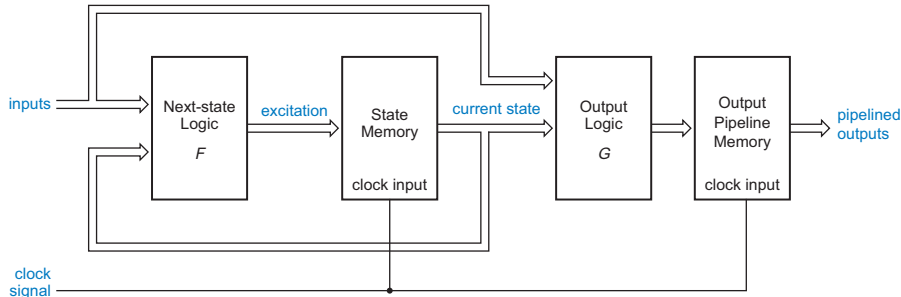 inputs
Next-state
Logic
F
excitation
State
Memory
clock input
current state
Output
Logic
G
Output
Pipeline
Memory
clock input
pipelined
outputs
clock
signal